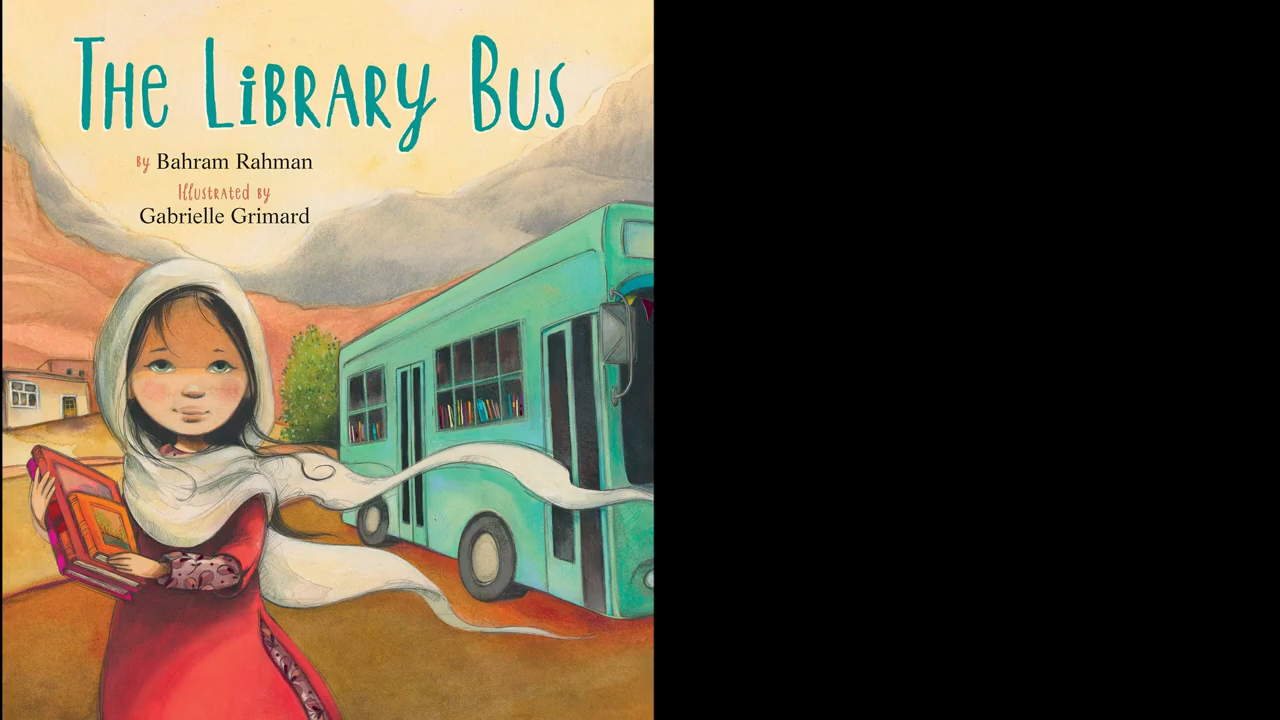 The Library Bus
By Bahram Rahman
Illustrated by
Gabrielle Grimard